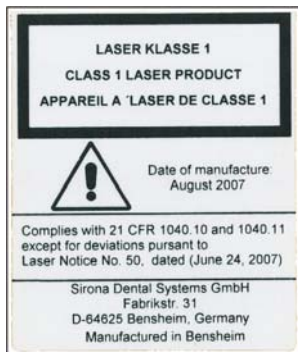 LASER KLASSE 1
CLASS 1 LASER PRODUCT
APPAREIL A ´LASER DE CLASSE 1
Date of manufacture:
August 2007
Complies with 21 CFR 1040.10 and 1040.11
except for deviations pursant to
Laser Notice No. 50, dated (June 24, 2007)
Sirona Dental Systems GmbH
Fabrikstr. 31
D-64625 Bensheim, Germany
Manufactured in Bensheim